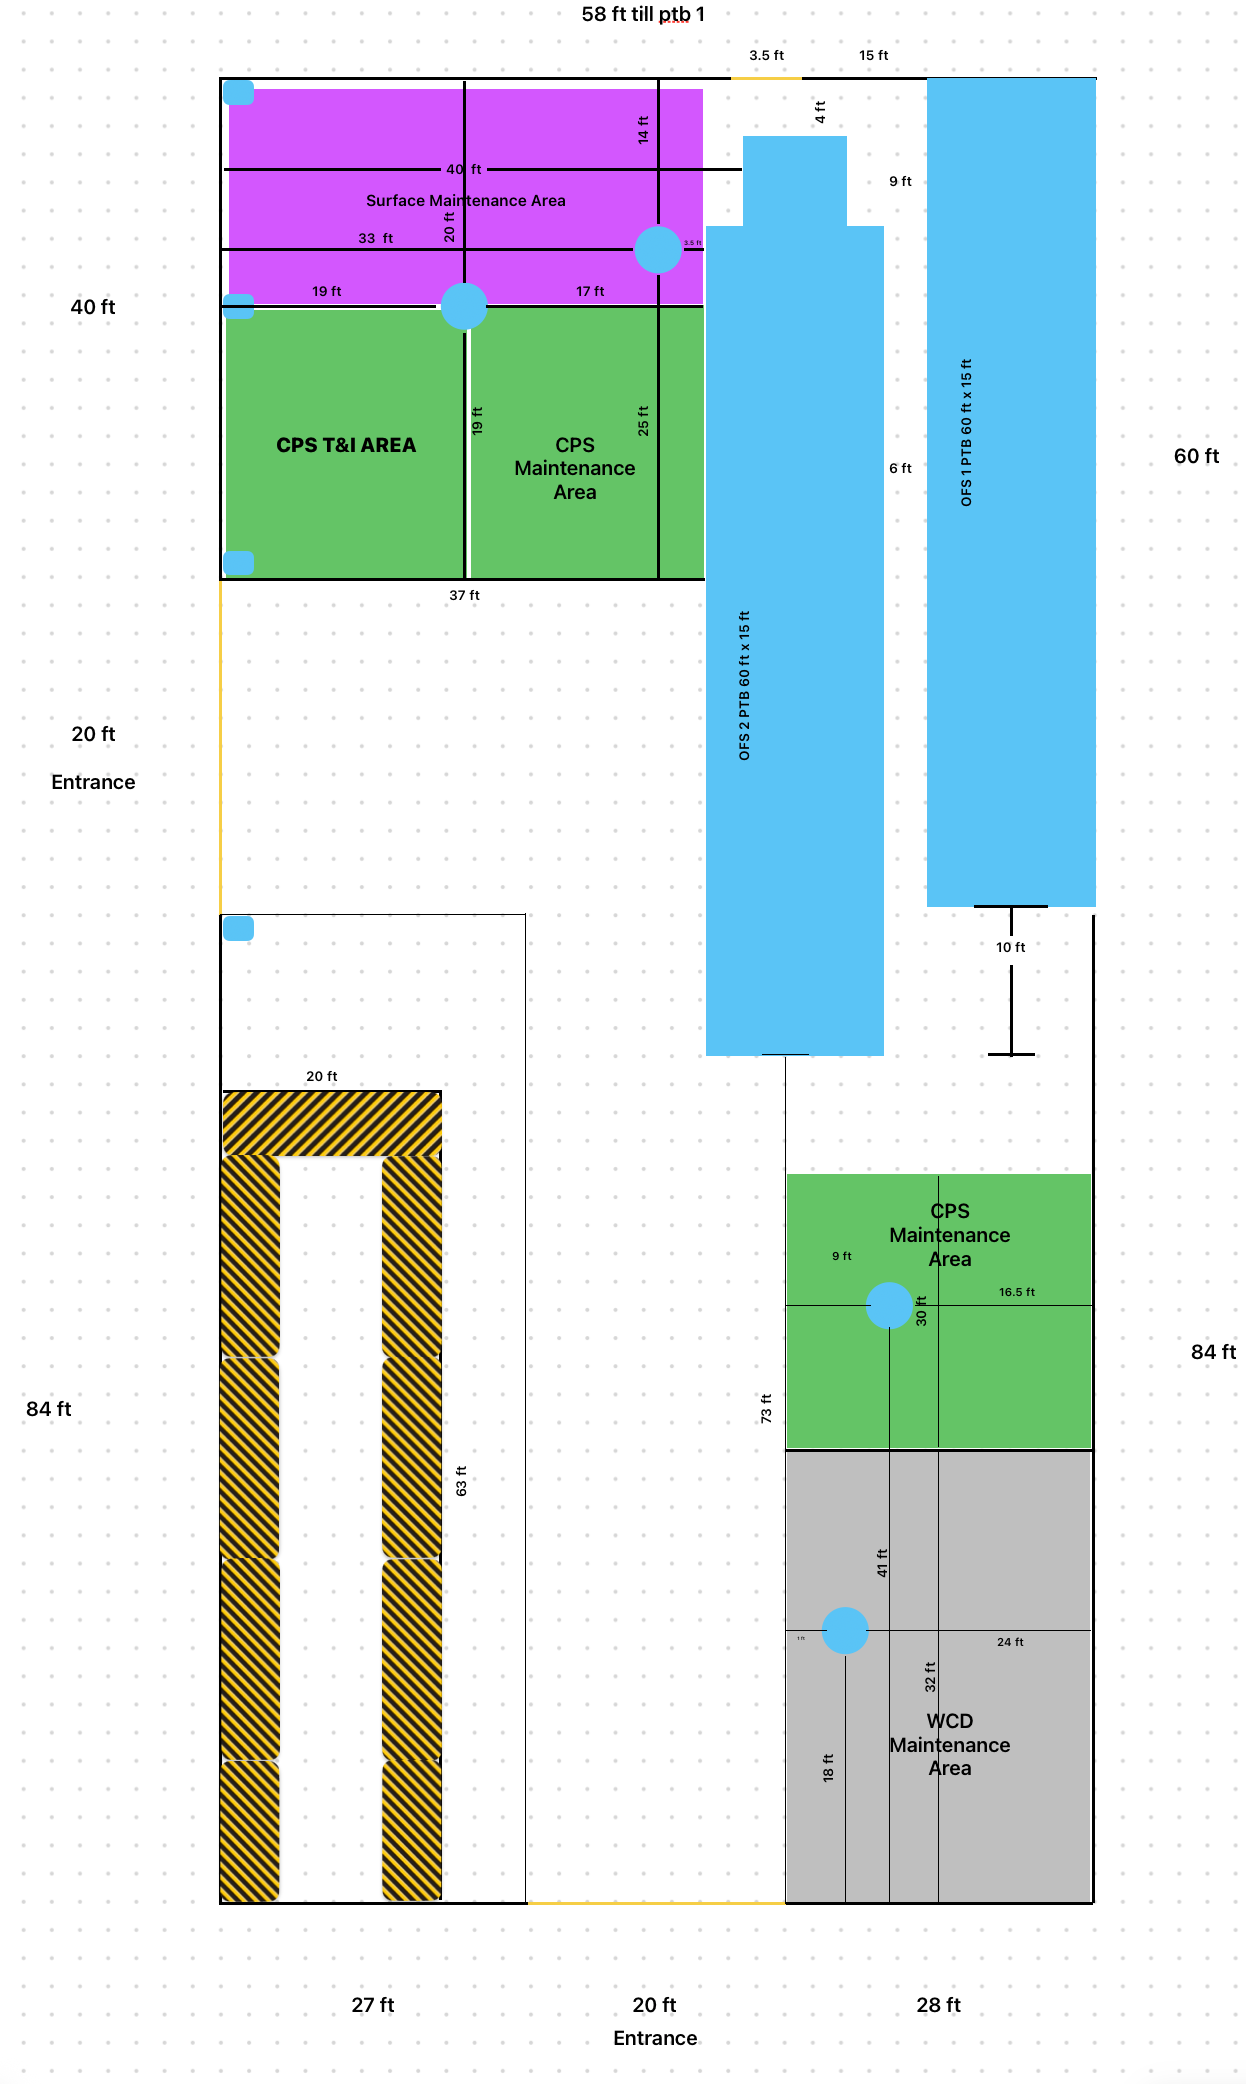 58 ft till ptb 1
3.5 ft
15 ft
4 ft
14 ft
40 ft
9 ft
Surface Maintenance Area
20 ft
33 ft
3.5 ft
19 ft
17 ft
40 ft
CPS T&I AREA
19 ft
CPS
Maintenance
Area
25 ft
6 ft
OFS 1 PTB 60 ft x 15 ft
60 ft
37 ft
OFS 2 PTB 60 ft x 15 ft
20 ft
Entrance
10 ft
20 ft
CPS
Maintenance
Area
9 ft
16.5 ft
30 ft
84 ft
73 ft
84 ft
63 ft
41 ft
1 ft
24 ft
32 ft
WCD
Maintenance
Area
18 ft
27 ft
20 ft
28 ft
Entrance